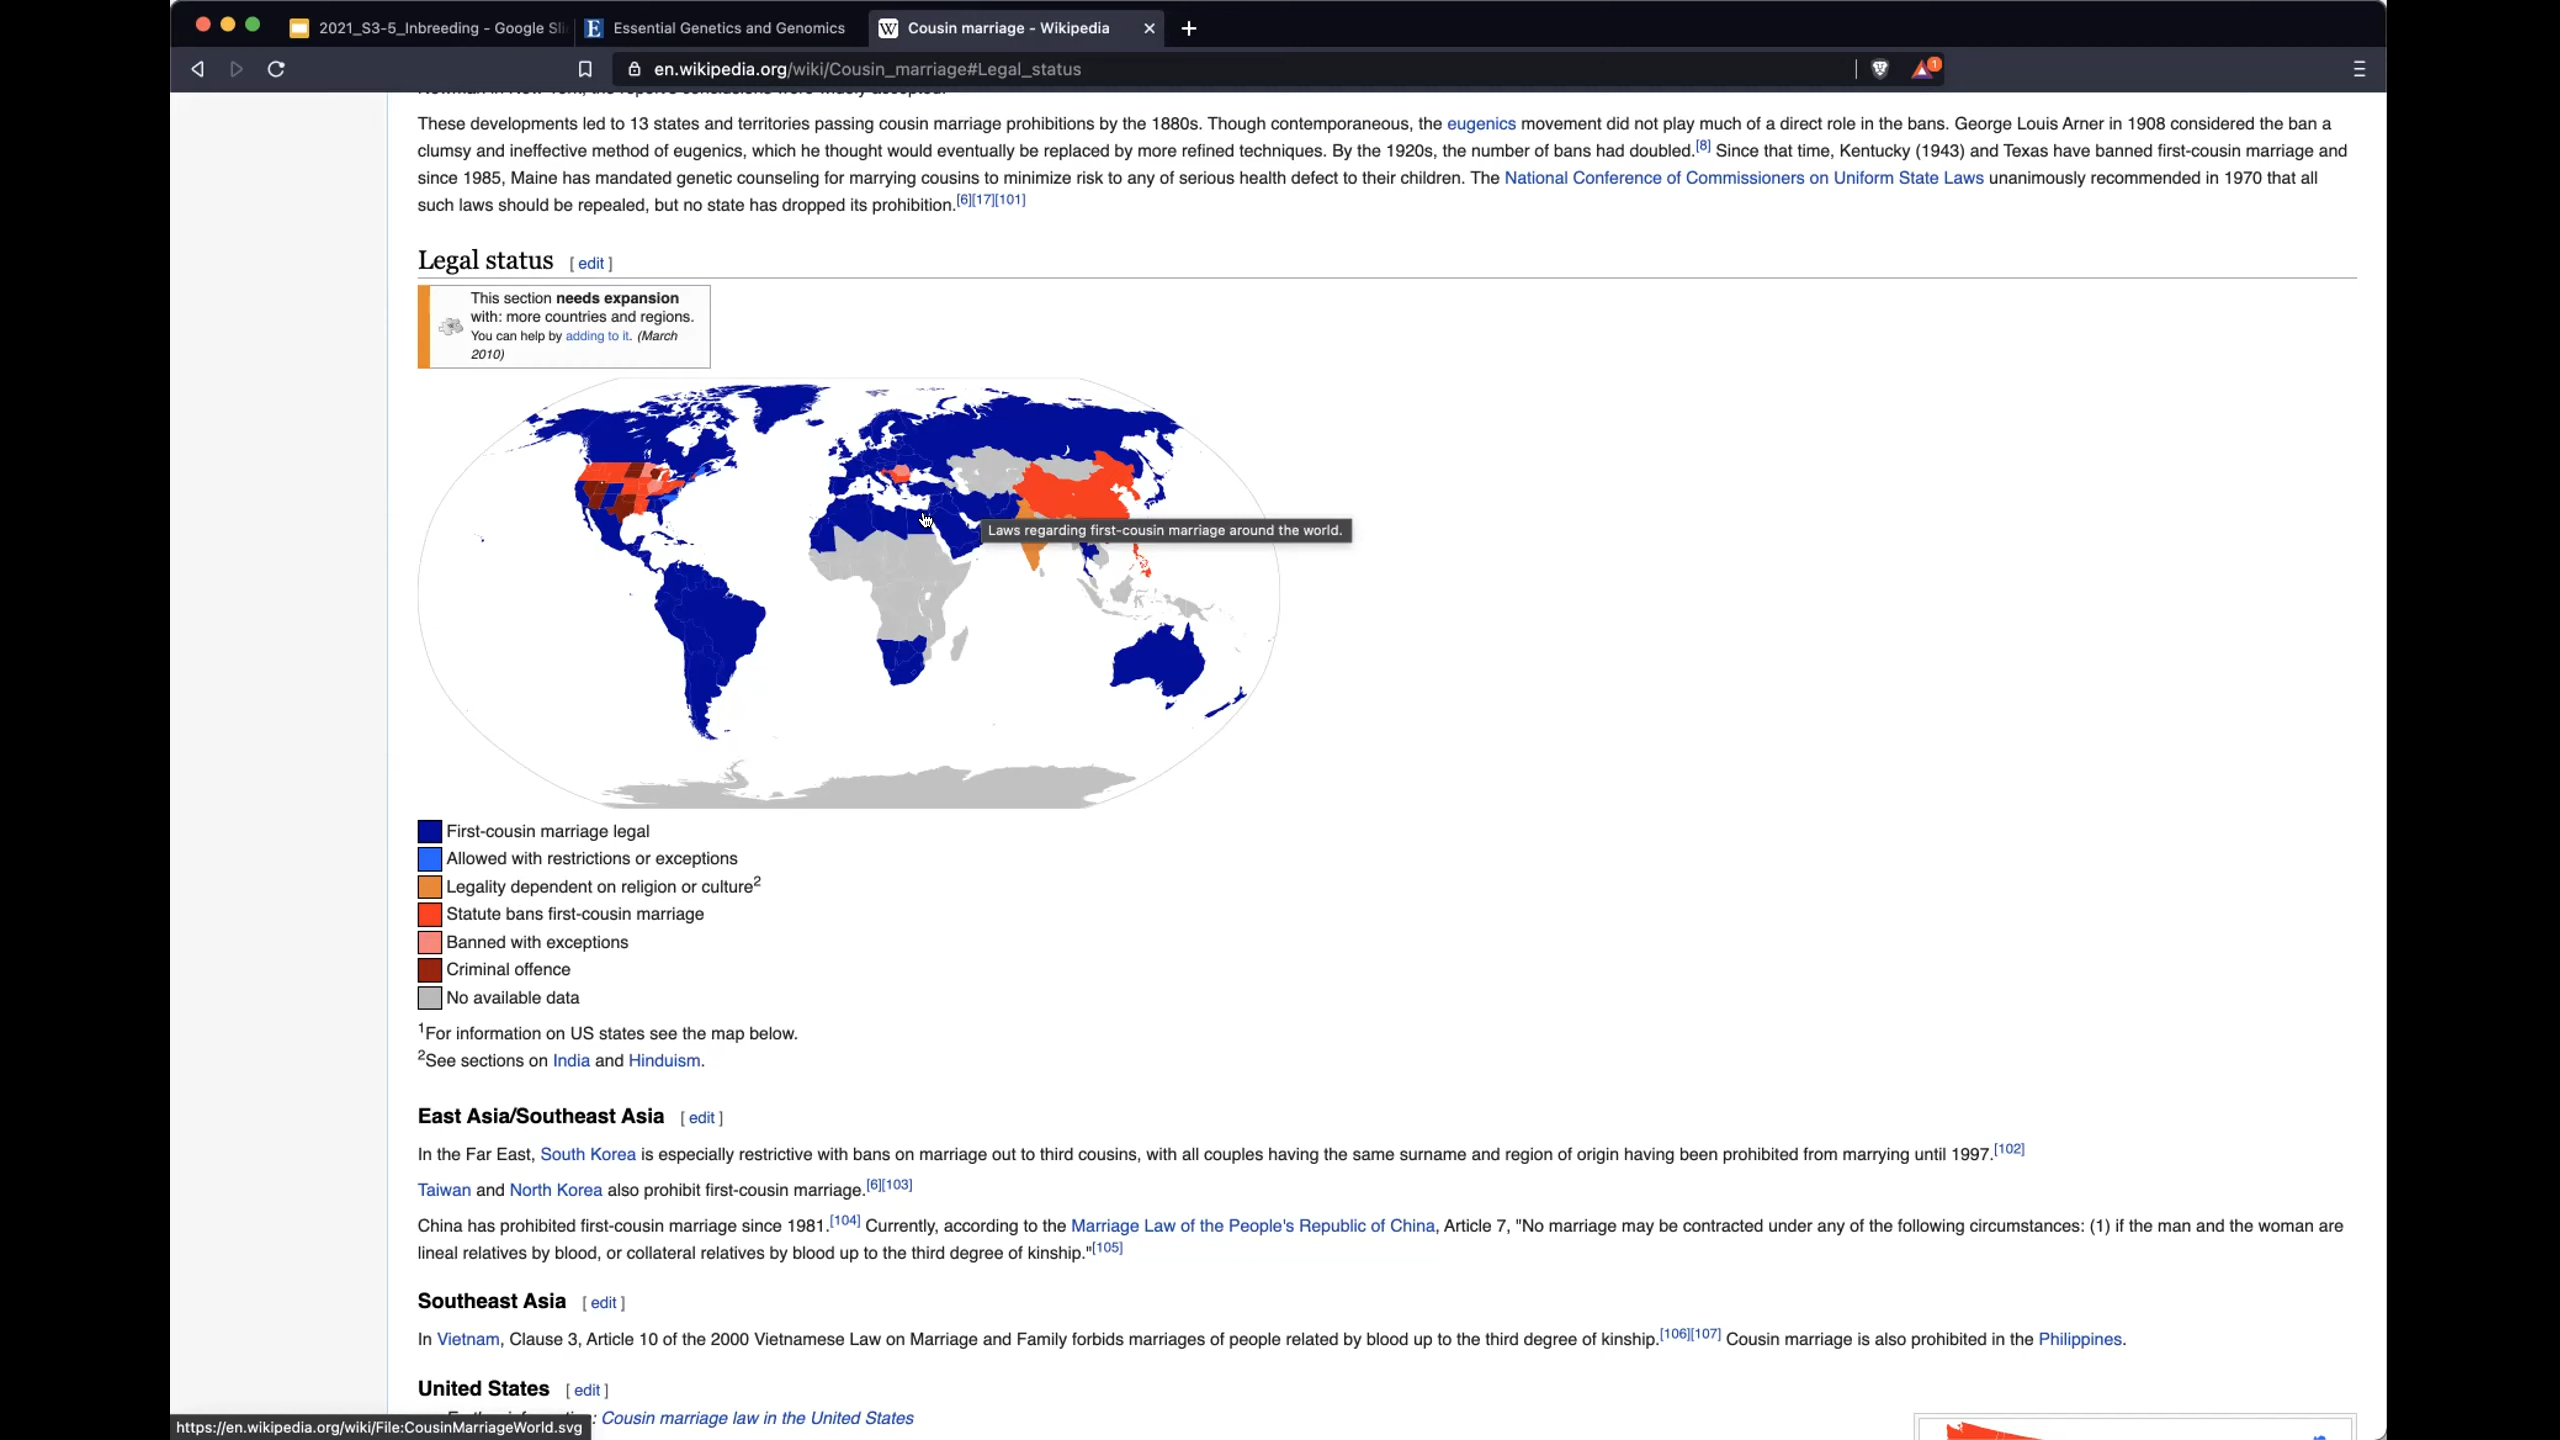 2021_S3-5_Inbreeding - Google Sli
Essential Genetics and Genomics
Cousin marriage - Wikipedia
en.wikipedia.org/wiki/Cousin_marriage#Legal_status
1
These developments led to 13 states and territories passing cousin marriage prohibitions by the 1880s. Though contemporaneous, the eugenics movement did not play much of a direct role in the bans. George Louis Arner in 1908 considered the ban a
clumsy and ineffective method of eugenics, which he thought would eventually be replaced by more refined techniques. By the 1920s, the number of bans had doubled.[8] Since that time, Kentucky (1943) and Texas have banned first-cousin marriage and
since 1985, Maine has mandated genetic counseling for marrying cousins to minimize risk to any of serious health defect to their children. The National Conference of Commissioners on Uniform State Laws unanimously recommended in 1970 that all
such laws should be repealed, but no state has dropped its prohibition.[6][17][101]
Legal status [ edit ]
This section needs expansion
with: more countries and regions.
You can help by adding to it. (March
2010)
Laws regarding first-cousin marriage around the world.
First-cousin marriage legal
Allowed with restrictions or exceptions
Legality dependent on religion or culture2
Statute bans first-cousin marriage
Banned with exceptions
Criminal offence
No available data
1For information on US states see the map below.
2See sections on India and Hinduism.
East Asia/Southeast Asia [ edit ]
In the Far East, South Korea is especially restrictive with bans on marriage out to third cousins, with all couples having the same surname and region of origin having been prohibited from marrying until 1997.[102]
Taiwan and North Korea also prohibit first-cousin marriage.[6][103]
China has prohibited first-cousin marriage since 1981.[104] Currently, according to the Marriage Law of the People's Republic of China, Article 7, "No marriage may be contracted under any of the following circumstances: (1) if the man and the woman are
lineal relatives by blood, or collateral relatives by blood up to the third degree of kinship."[105]
Southeast Asia [ edit ]
In Vietnam, Clause 3, Article 10 of the 2000 Vietnamese Law on Marriage and Family forbids marriages of people related by blood up to the third degree of kinship.[106][107] Cousin marriage is also prohibited in the Philippines.
United States [ edit ]
: Cousin marriage law in the United States
https://en.wikipedia.org/wiki/File:CousinMarriageWorld.svg